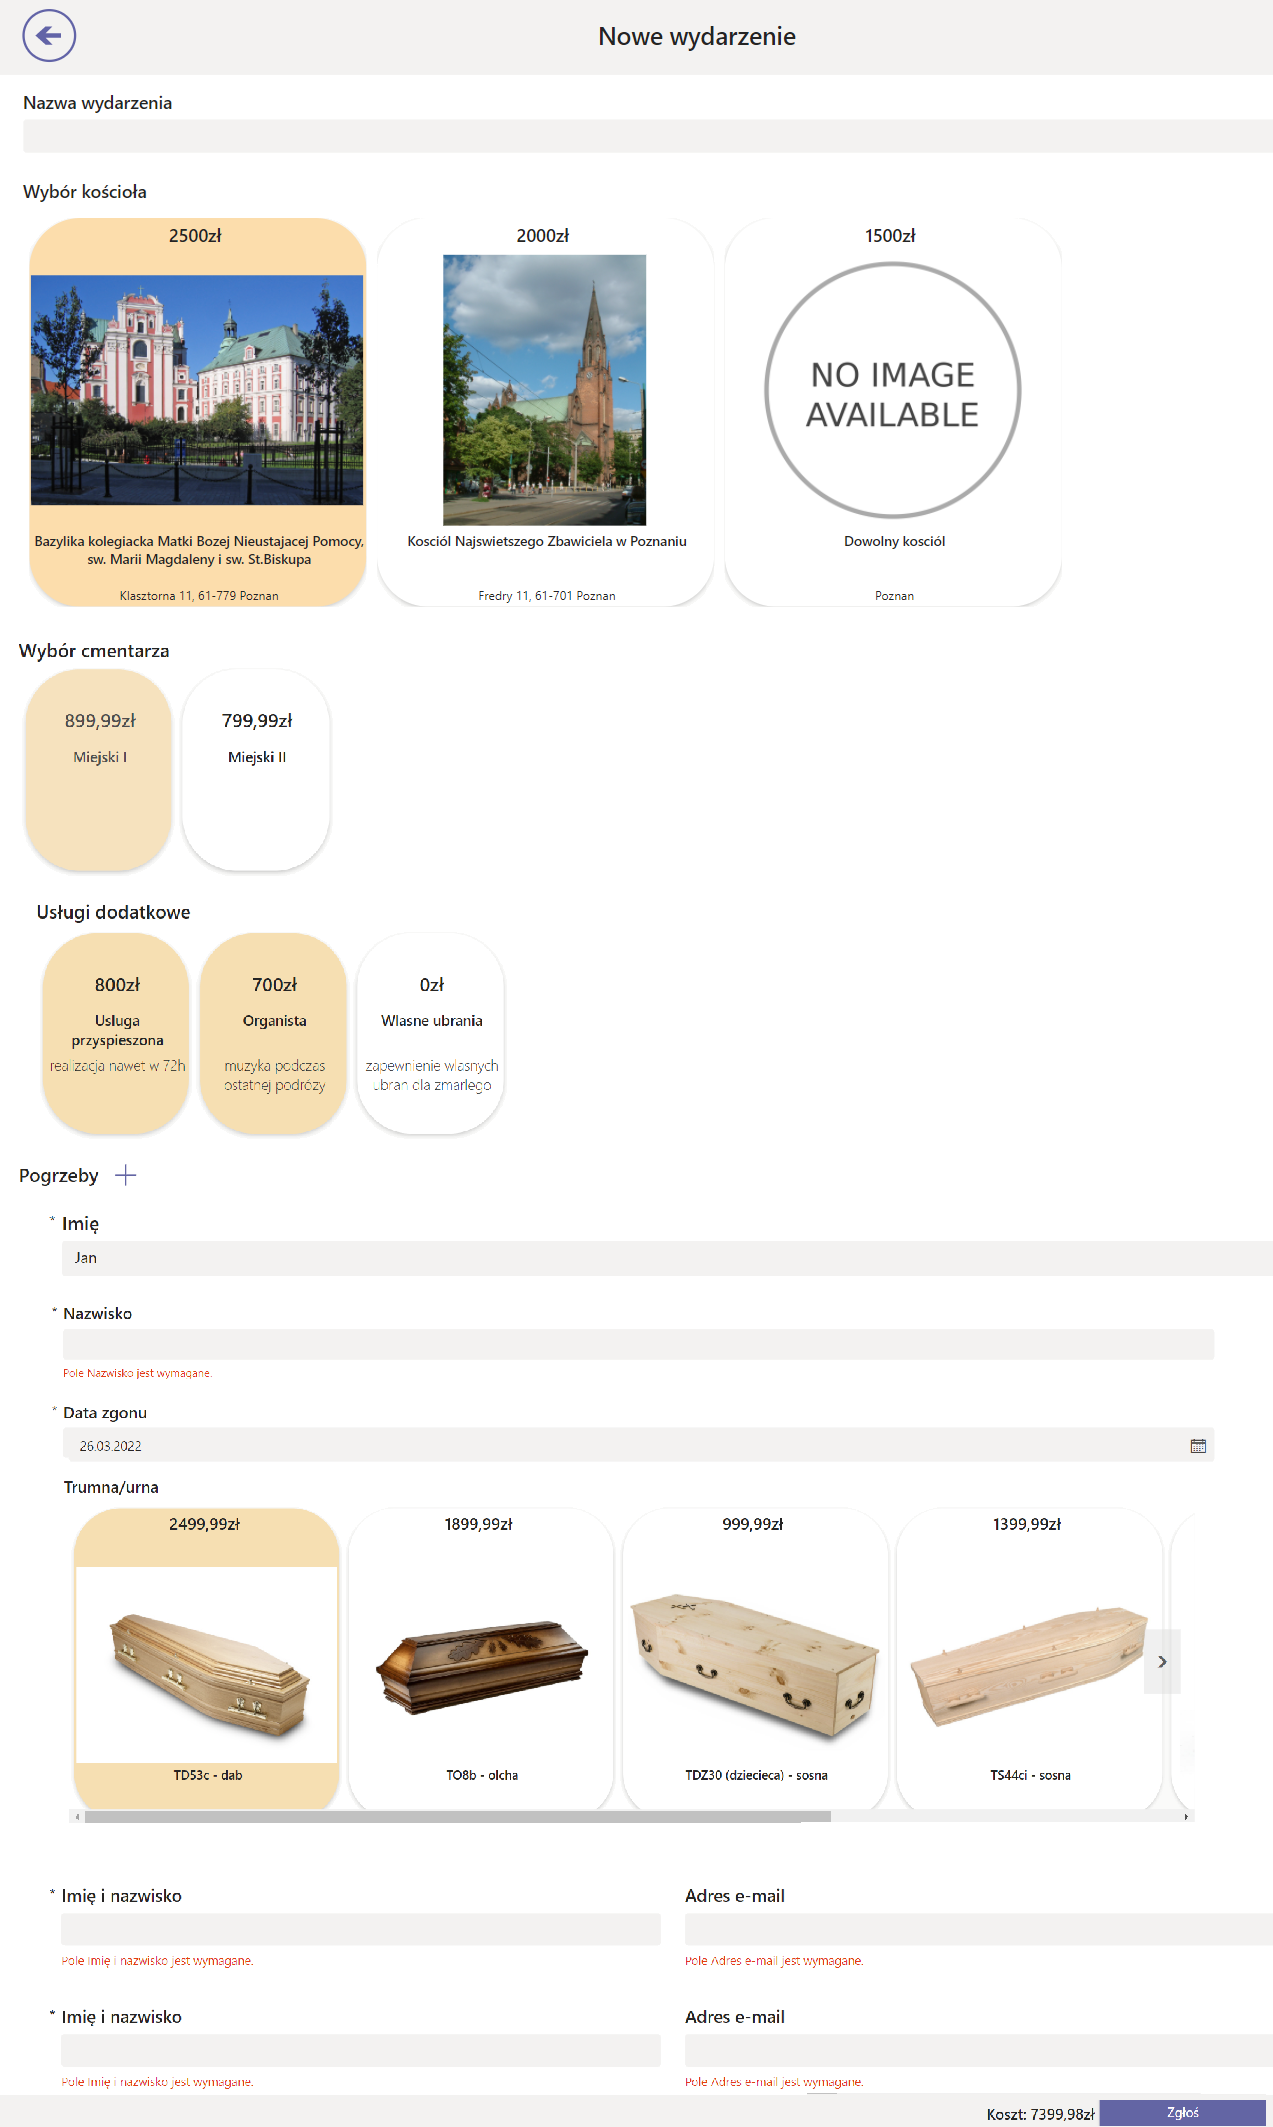 Nowe wydarzenie
Nazwa wydarzenia
Wybór kościoła
2500zł
2000zł
1500zł
NO IMAGE
AVAILABLE
Bazylika kolegiacka Matki Bozej Nieustajacej Pomocy,
sw. Marii Magdaleny i sw. St.Biskupa
Kosciól Najswietszego Zbawiciela w Poznaniu
Dowolny kosciól
Klasztorna 11, 61-779 Poznan
Fredry 11, 61-701 Poznan
Poznan
Wybór cmentarza
899,99zł
799,99zł
Miejski I
Miejski II
Usługi dodatkowe
800zł
700zł
0zł
Usluga
przyspieszona
Organista
Wlasne ubrania
realizacja nawet w 72h
muzyka podczas
ostatnej podrózy
zapewnienie wlasnych
ubran dla zmarlego
Pogrzeby
* Imię
Jan
* Nazwisko
Pole Nazwisko jest wymagane.
* Data zgonu
26.03.2022
Trumna/urna
2499,99zł
1899,99zł
999,99zł
1399,99zł
TD53c - dab
TO8b - olcha
TDZ30 (dziecieca) - sosna
TS44ci - sosna
* Imię i nazwisko
Adres e-mail
Pole Imię i nazwisko jest wymagane.
Pole Adres e-mail jest wymagane.
* Imię i nazwisko
Adres e-mail
Pole Imię i nazwisko jest wymagane.
Pole Adres e-mail jest wymagane.
Koszt: 7399,98zł
Zgłoś